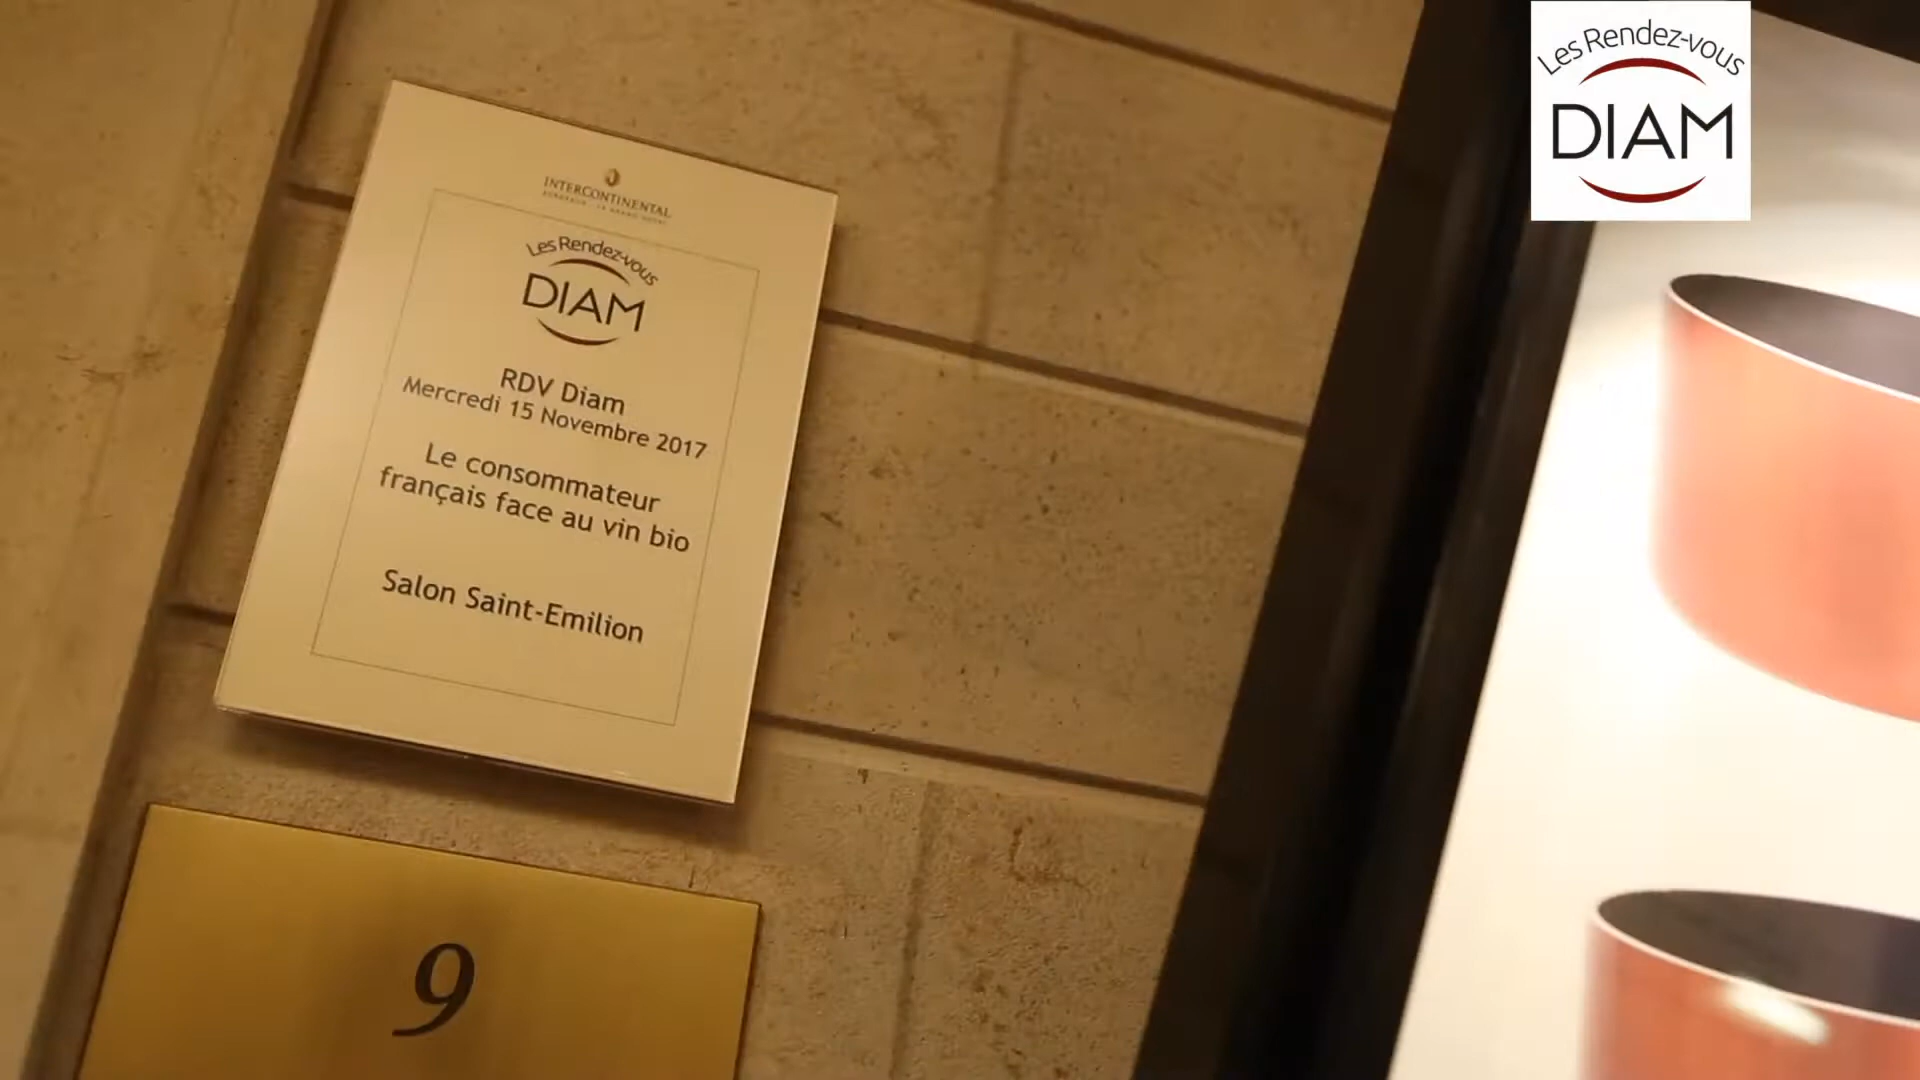 Les Rendez-vous
DIAM
INTERCONTINENTAL
Les Rendez-vous
DIAM
RDV Diam
Mercredi 15 Novembre 2017
Le consommateur
français face au vin bio
Salon Saint-Emilion
9